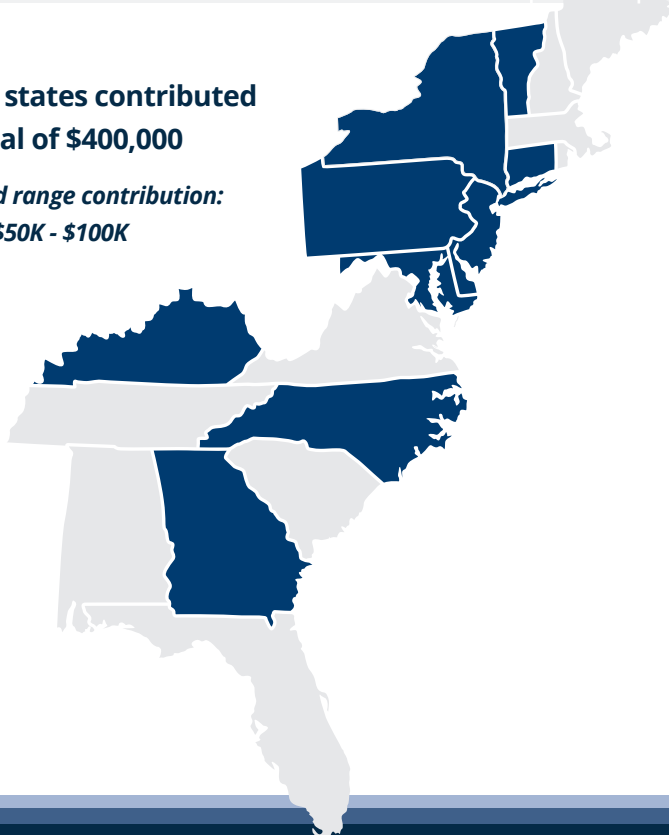 states contributed
al of $400,000
d range contribution:
$50K - $100K